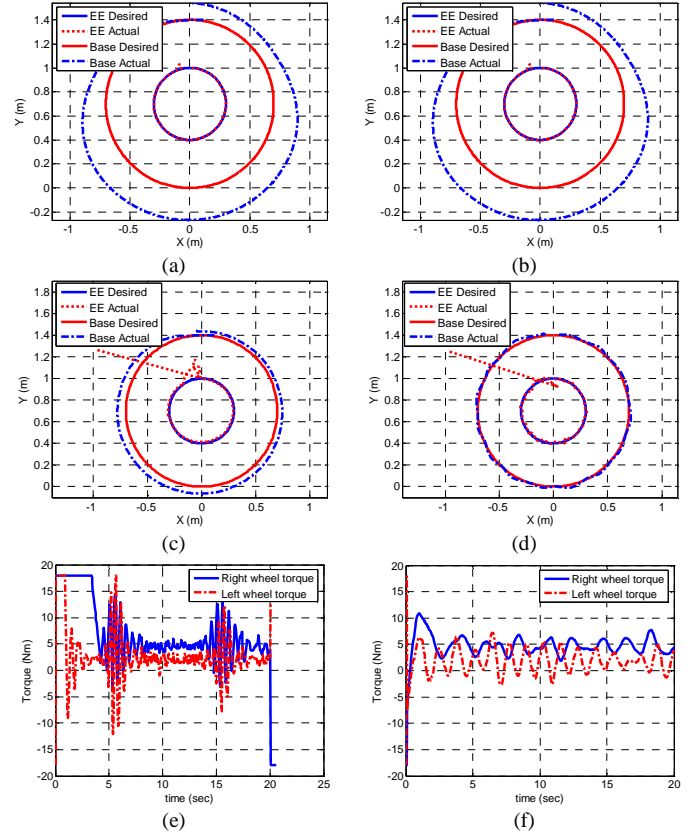 EE Desired
EE Actual
Base Desired
Base Actual
1.4
1.2
1
0.8
0.6
0.4
0.2
0
-0.2
Y (m)
-1 -0.5 0 0.5 1
X (m)
(a)
EE Desired
EE Actual
Base Desired
Base Actual
1.4
1.2
1
0.8
0.6
0.4
0.2
0
-0.2
Y (m)
-1 -0.5 0 0.5 1
X (m)
(b)
EE Desired
EE Actual
Base Desired
Base Actual
1.8
1.6
1.4
1.2
1
0.8
0.6
0.4
0.2
0
Y (m)
-1 -0.5 0 0.5 1
X (m)
(c)
EE Desired
EE Actual
Base Desired
Base Actual
1.8
1.6
1.4
1.2
1
0.8
0.6
0.4
0.2
0
Y (m)
-1 -0.5 0 0.5 1
X (m)
(d)
Right wheel torque
Left wheel torque
20
15
10
5
0
-5
-10
-15
-20
Torque (Nm)
0 5 10 15 20 25
time (sec)
(e)
Right wheel torque
Left wheel torque
20
15
10
5
0
-5
-10
-15
-20
Torque (Nm)
0 5 10 15 20
time (sec)
(f)